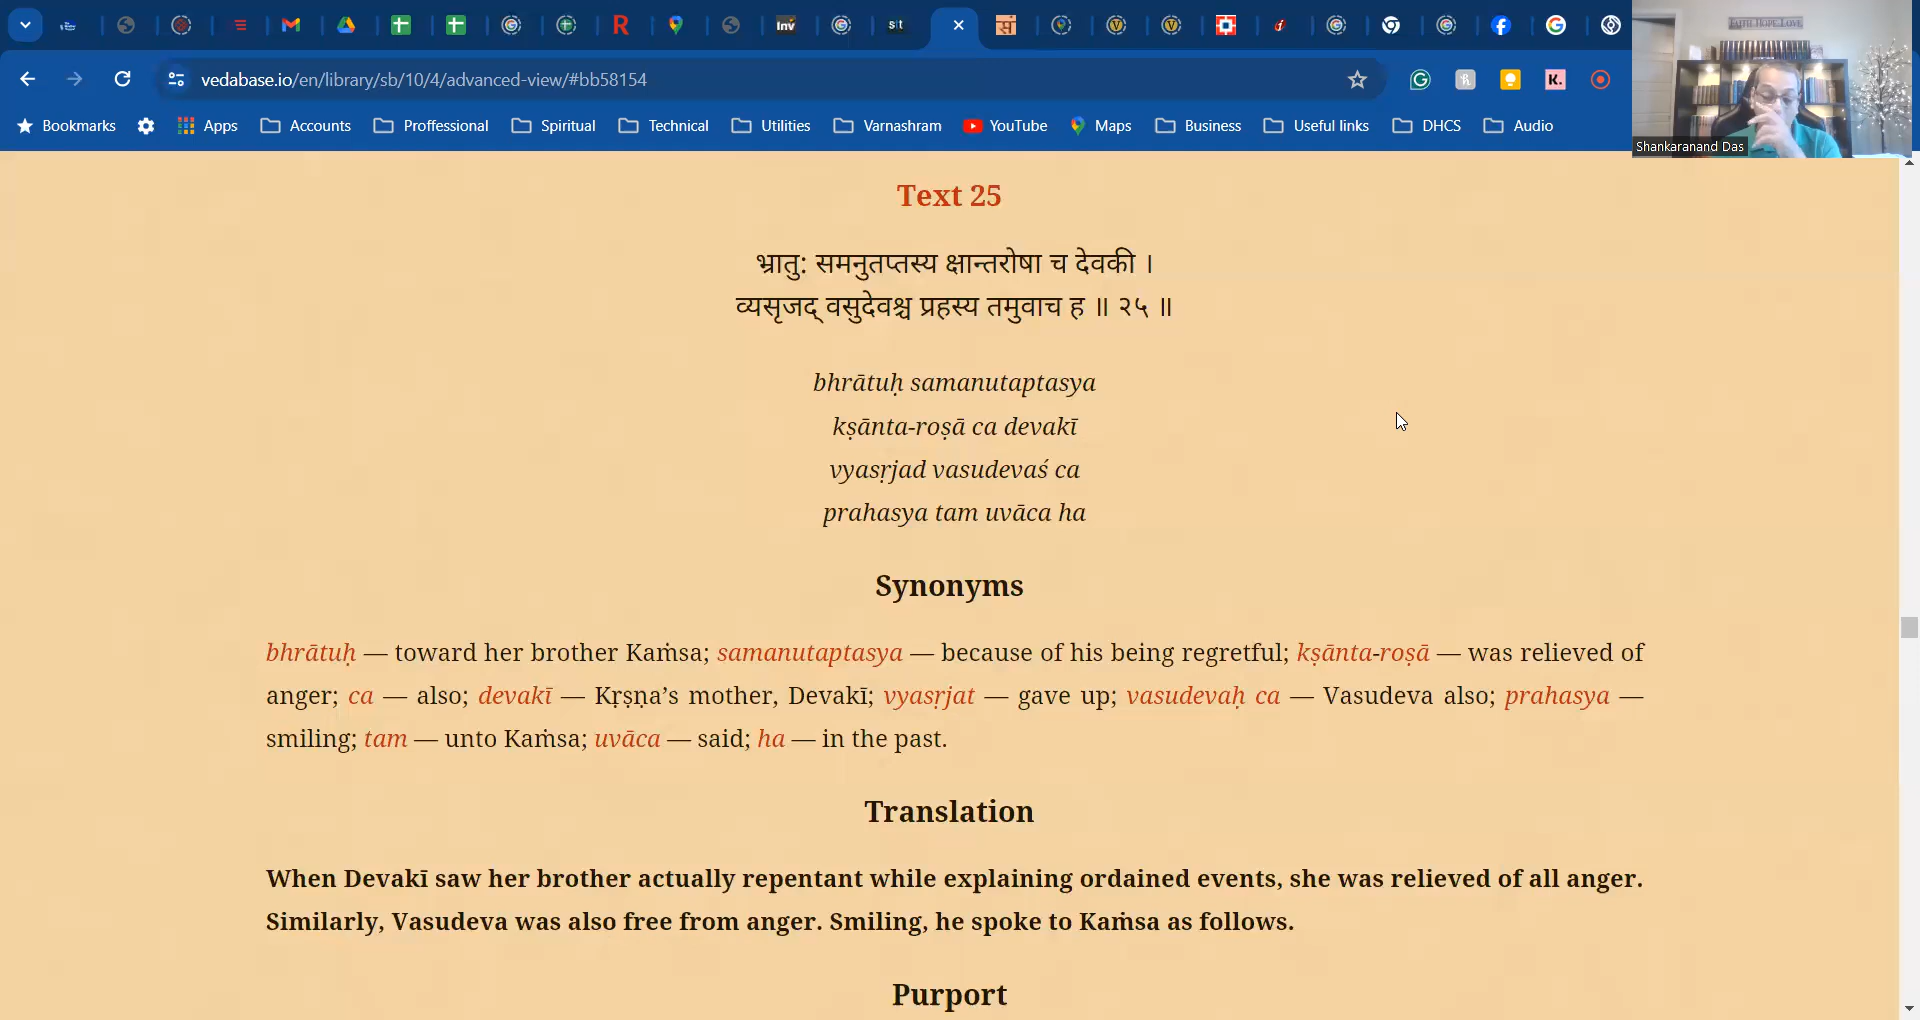 Inv
st
vedabase.io/en/library/sb/10/4/advanced-view/#bb58154
K.
Bookmarks Apps Accounts Proffessional Spiritual Technical Utilities Varnashram YouTube Maps Business Useful links DHCS Audio
FAITH HOPE LOVE
Shankaranand Das
Text 25
भ्रातु: समनुतप्तस्य क्षान्तरोषा च देवकी ।
व्यसृजद् वसुदेवश्च प्रहस्य तमुवाच ह ॥ २५ ॥
bhrātuḥ samanutaptasya
kṣānta-roṣā ca devakī
vyasṛjad vasudevaś ca
prahasya tam uvāca ha
Synonyms
bhrātuḥ — toward her brother Kaṁsa; samanutaptasya — because of his being regretful; kṣānta-roṣā — was relieved of
anger; ca — also; devakī — Kṛṣṇa’s mother, Devakī; vyasṛjat — gave up; vasudevaḥ ca — Vasudeva also; prahasya —
smiling; tam — unto Kaṁsa; uvāca — said; ha — in the past.
Translation
When Devakī saw her brother actually repentant while explaining ordained events, she was relieved of all anger.
Similarly, Vasudeva was also free from anger. Smiling, he spoke to Kaṁsa as follows.
Purport